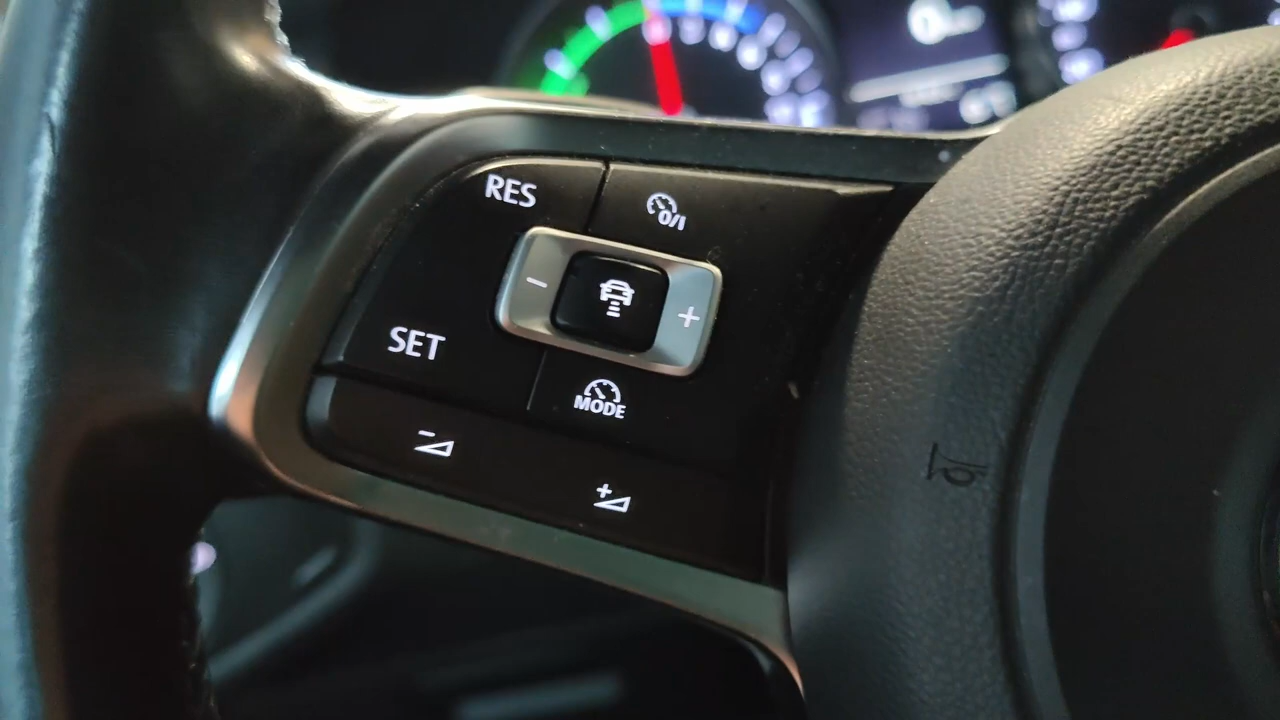 RES
0/I
- +
SET
MODE
-
+